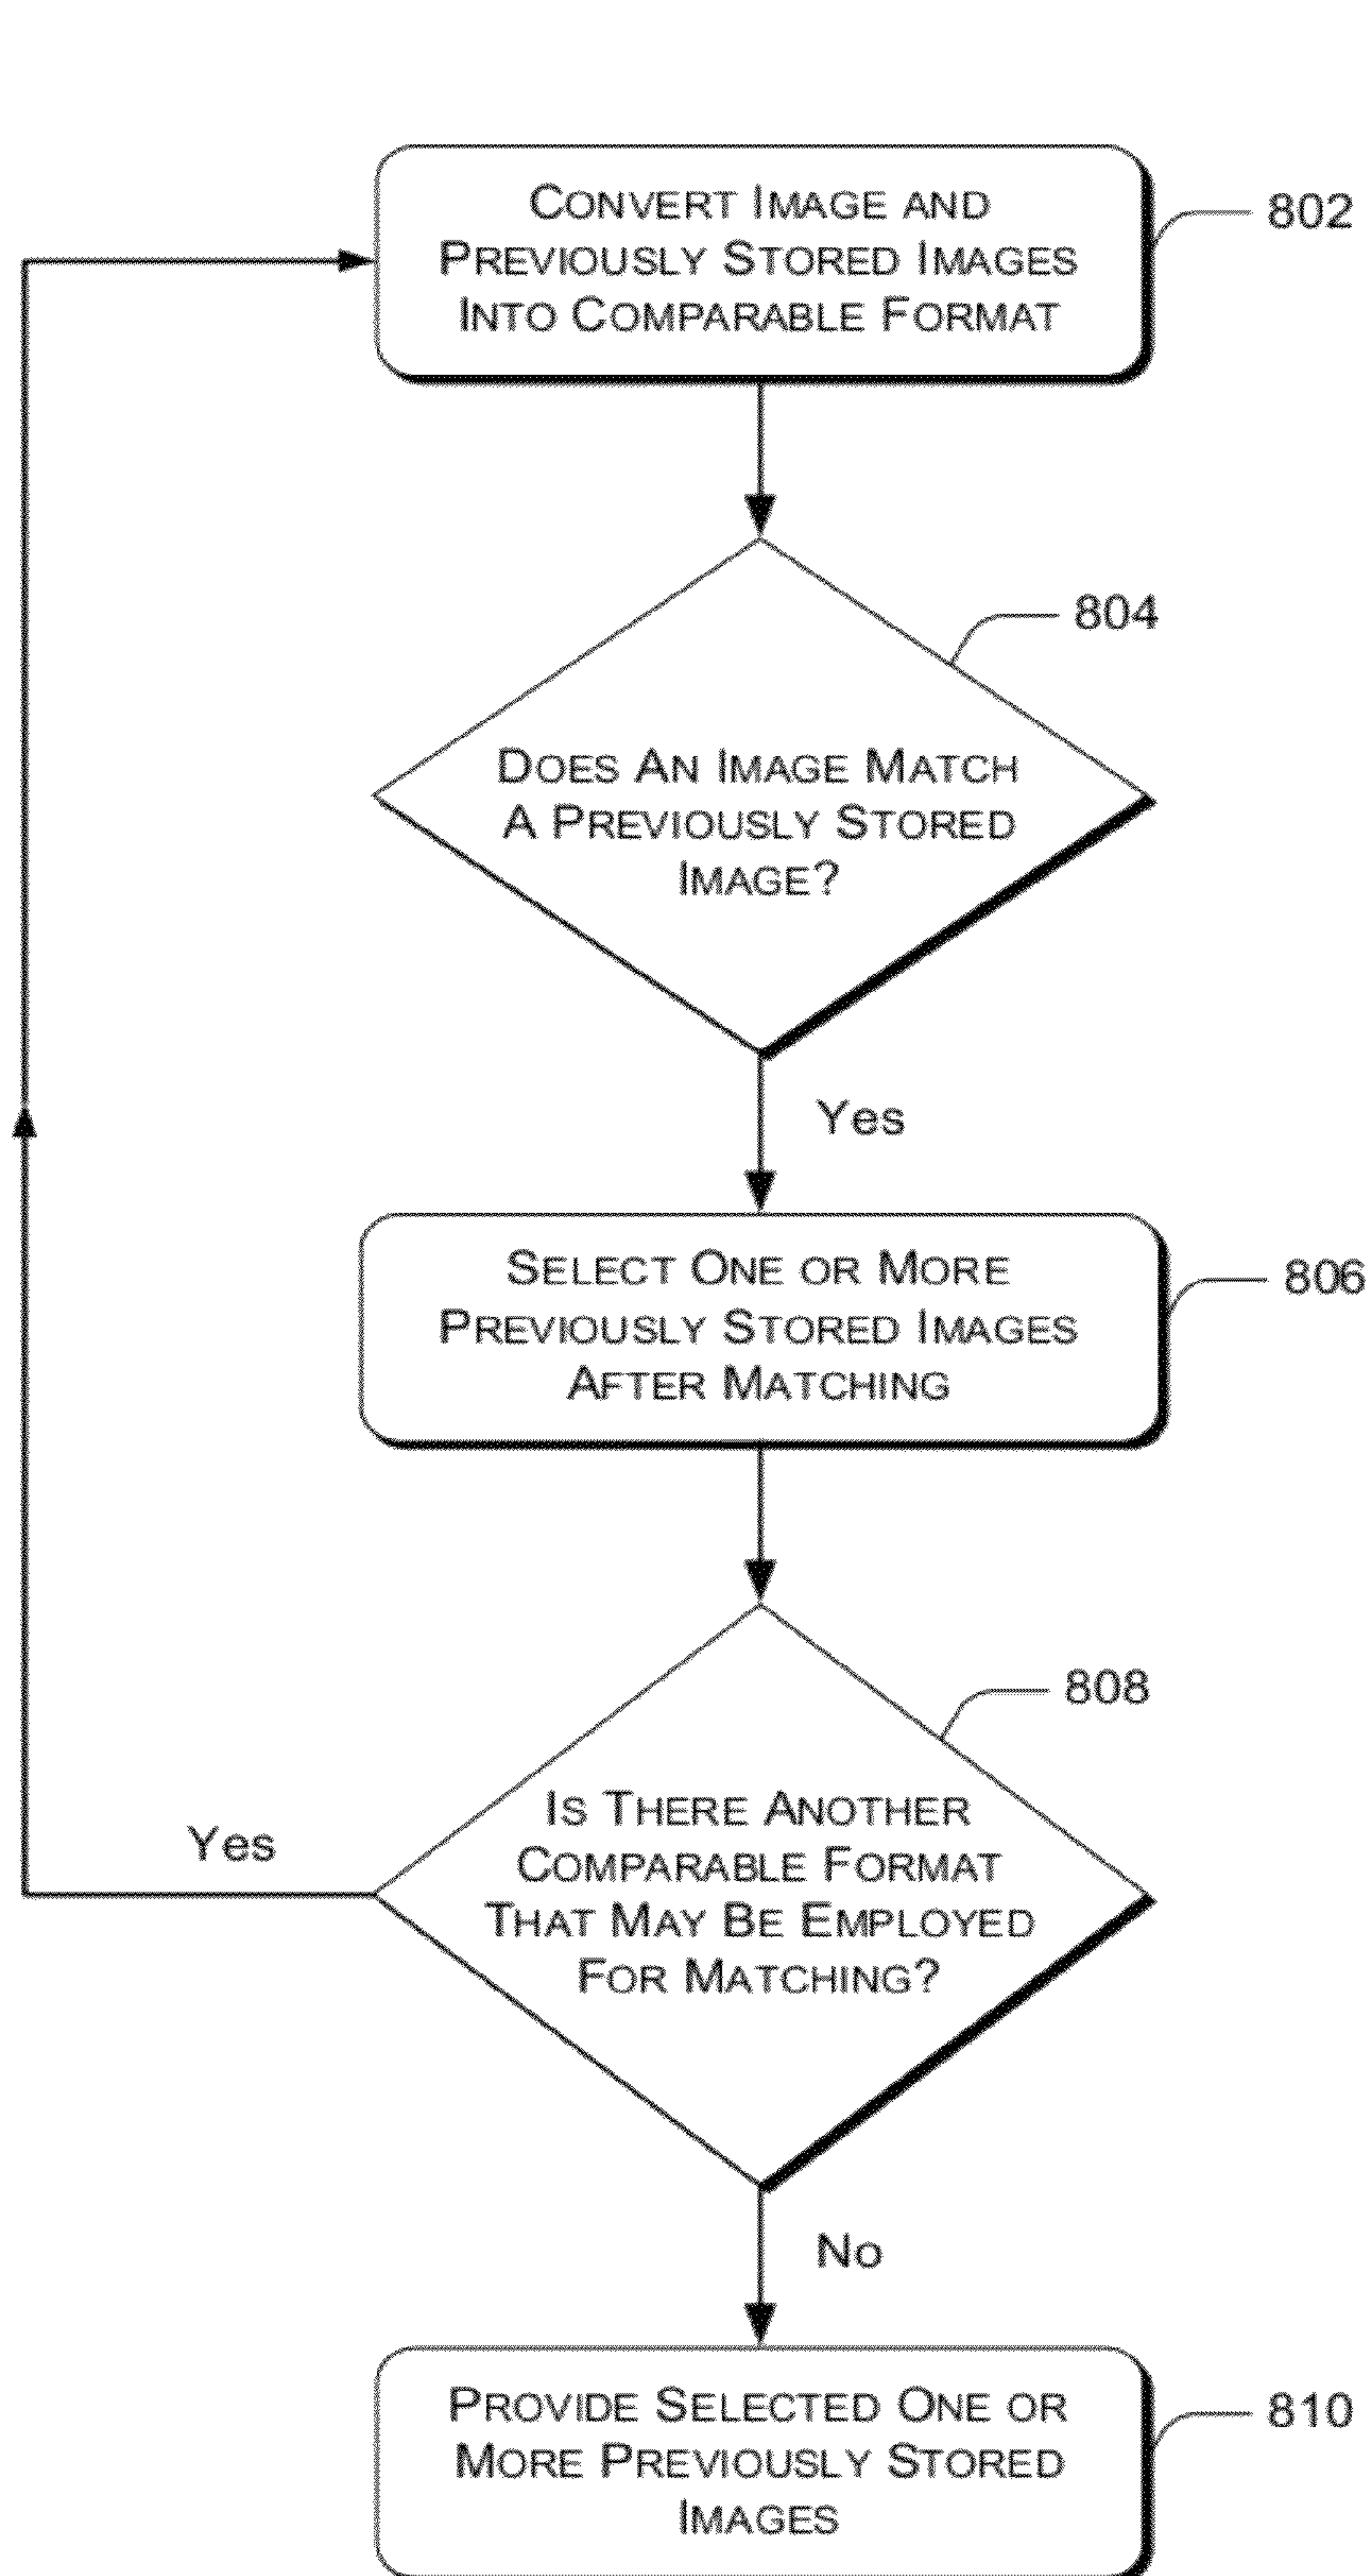 CONVERT IMAGE AND
PREVIOUSLY STORED IMAGES
INTO COMPARABLE FORMAT
802
804
DOES AN IMAGE MATCH
A PREVIOUSLY STORED
IMAGE?
Yes
SELECT ONE OR MORE
PREVIOUSLY STORED IMAGES
AFTER MATCHING
806
808
IS THERE ANOTHER
COMPARABLE FORMAT
THAT MAY BE EMPLOYED
FOR MATCHING?
Yes
No
PROVIDE SELECTED ONE OR
MORE PREVIOUSLY STORED
IMAGES
810